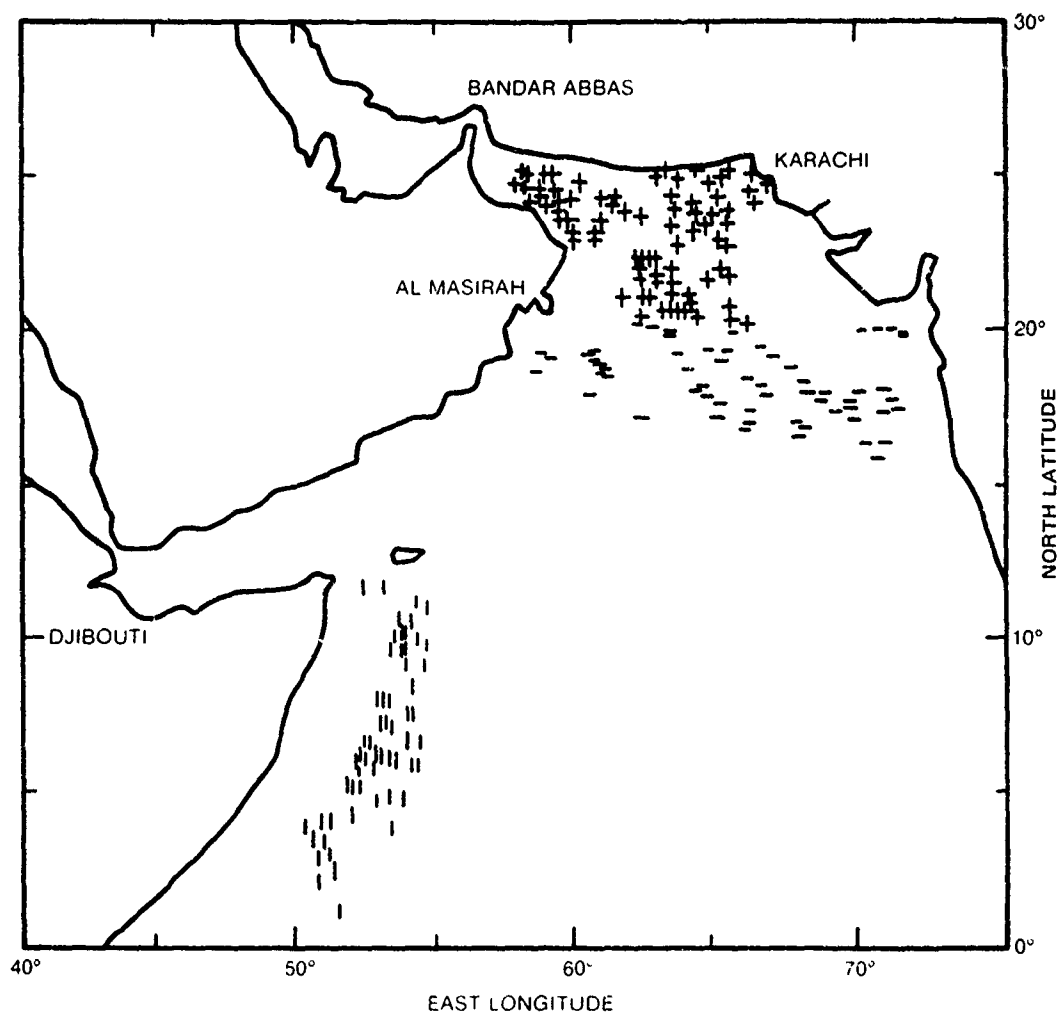 30°
BANDAR ABBAS
KARACHI
AL MASIRAH
20°
NORTH LATITUDE
DJIBOUTI
10°
0°
40°
50°
60°
70°
EAST LONGITUDE